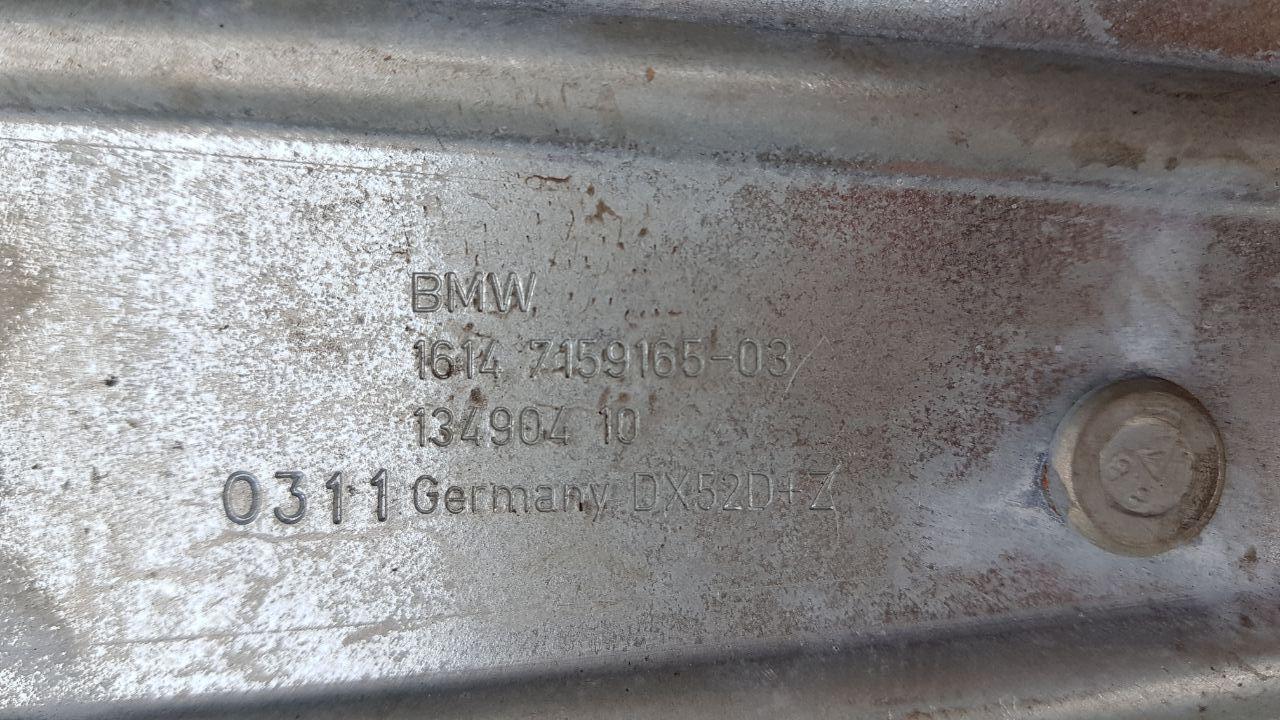 BMW
1614 7159165-03
134904 10
0311 Germany DX52D+Z